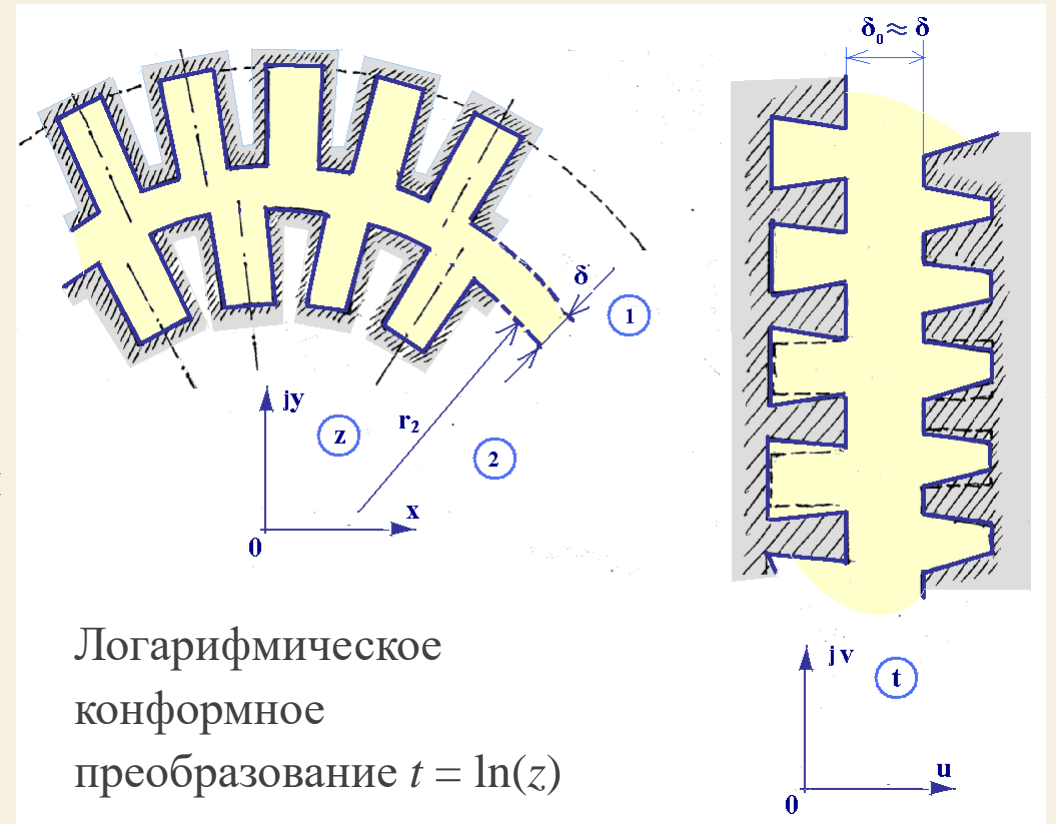 δ₀ ≈ δ
δ
1
jy
z
r₂
2
x
0
Логарифмическое
конформное
преобразование t = ln(z)
jv
t
u
0